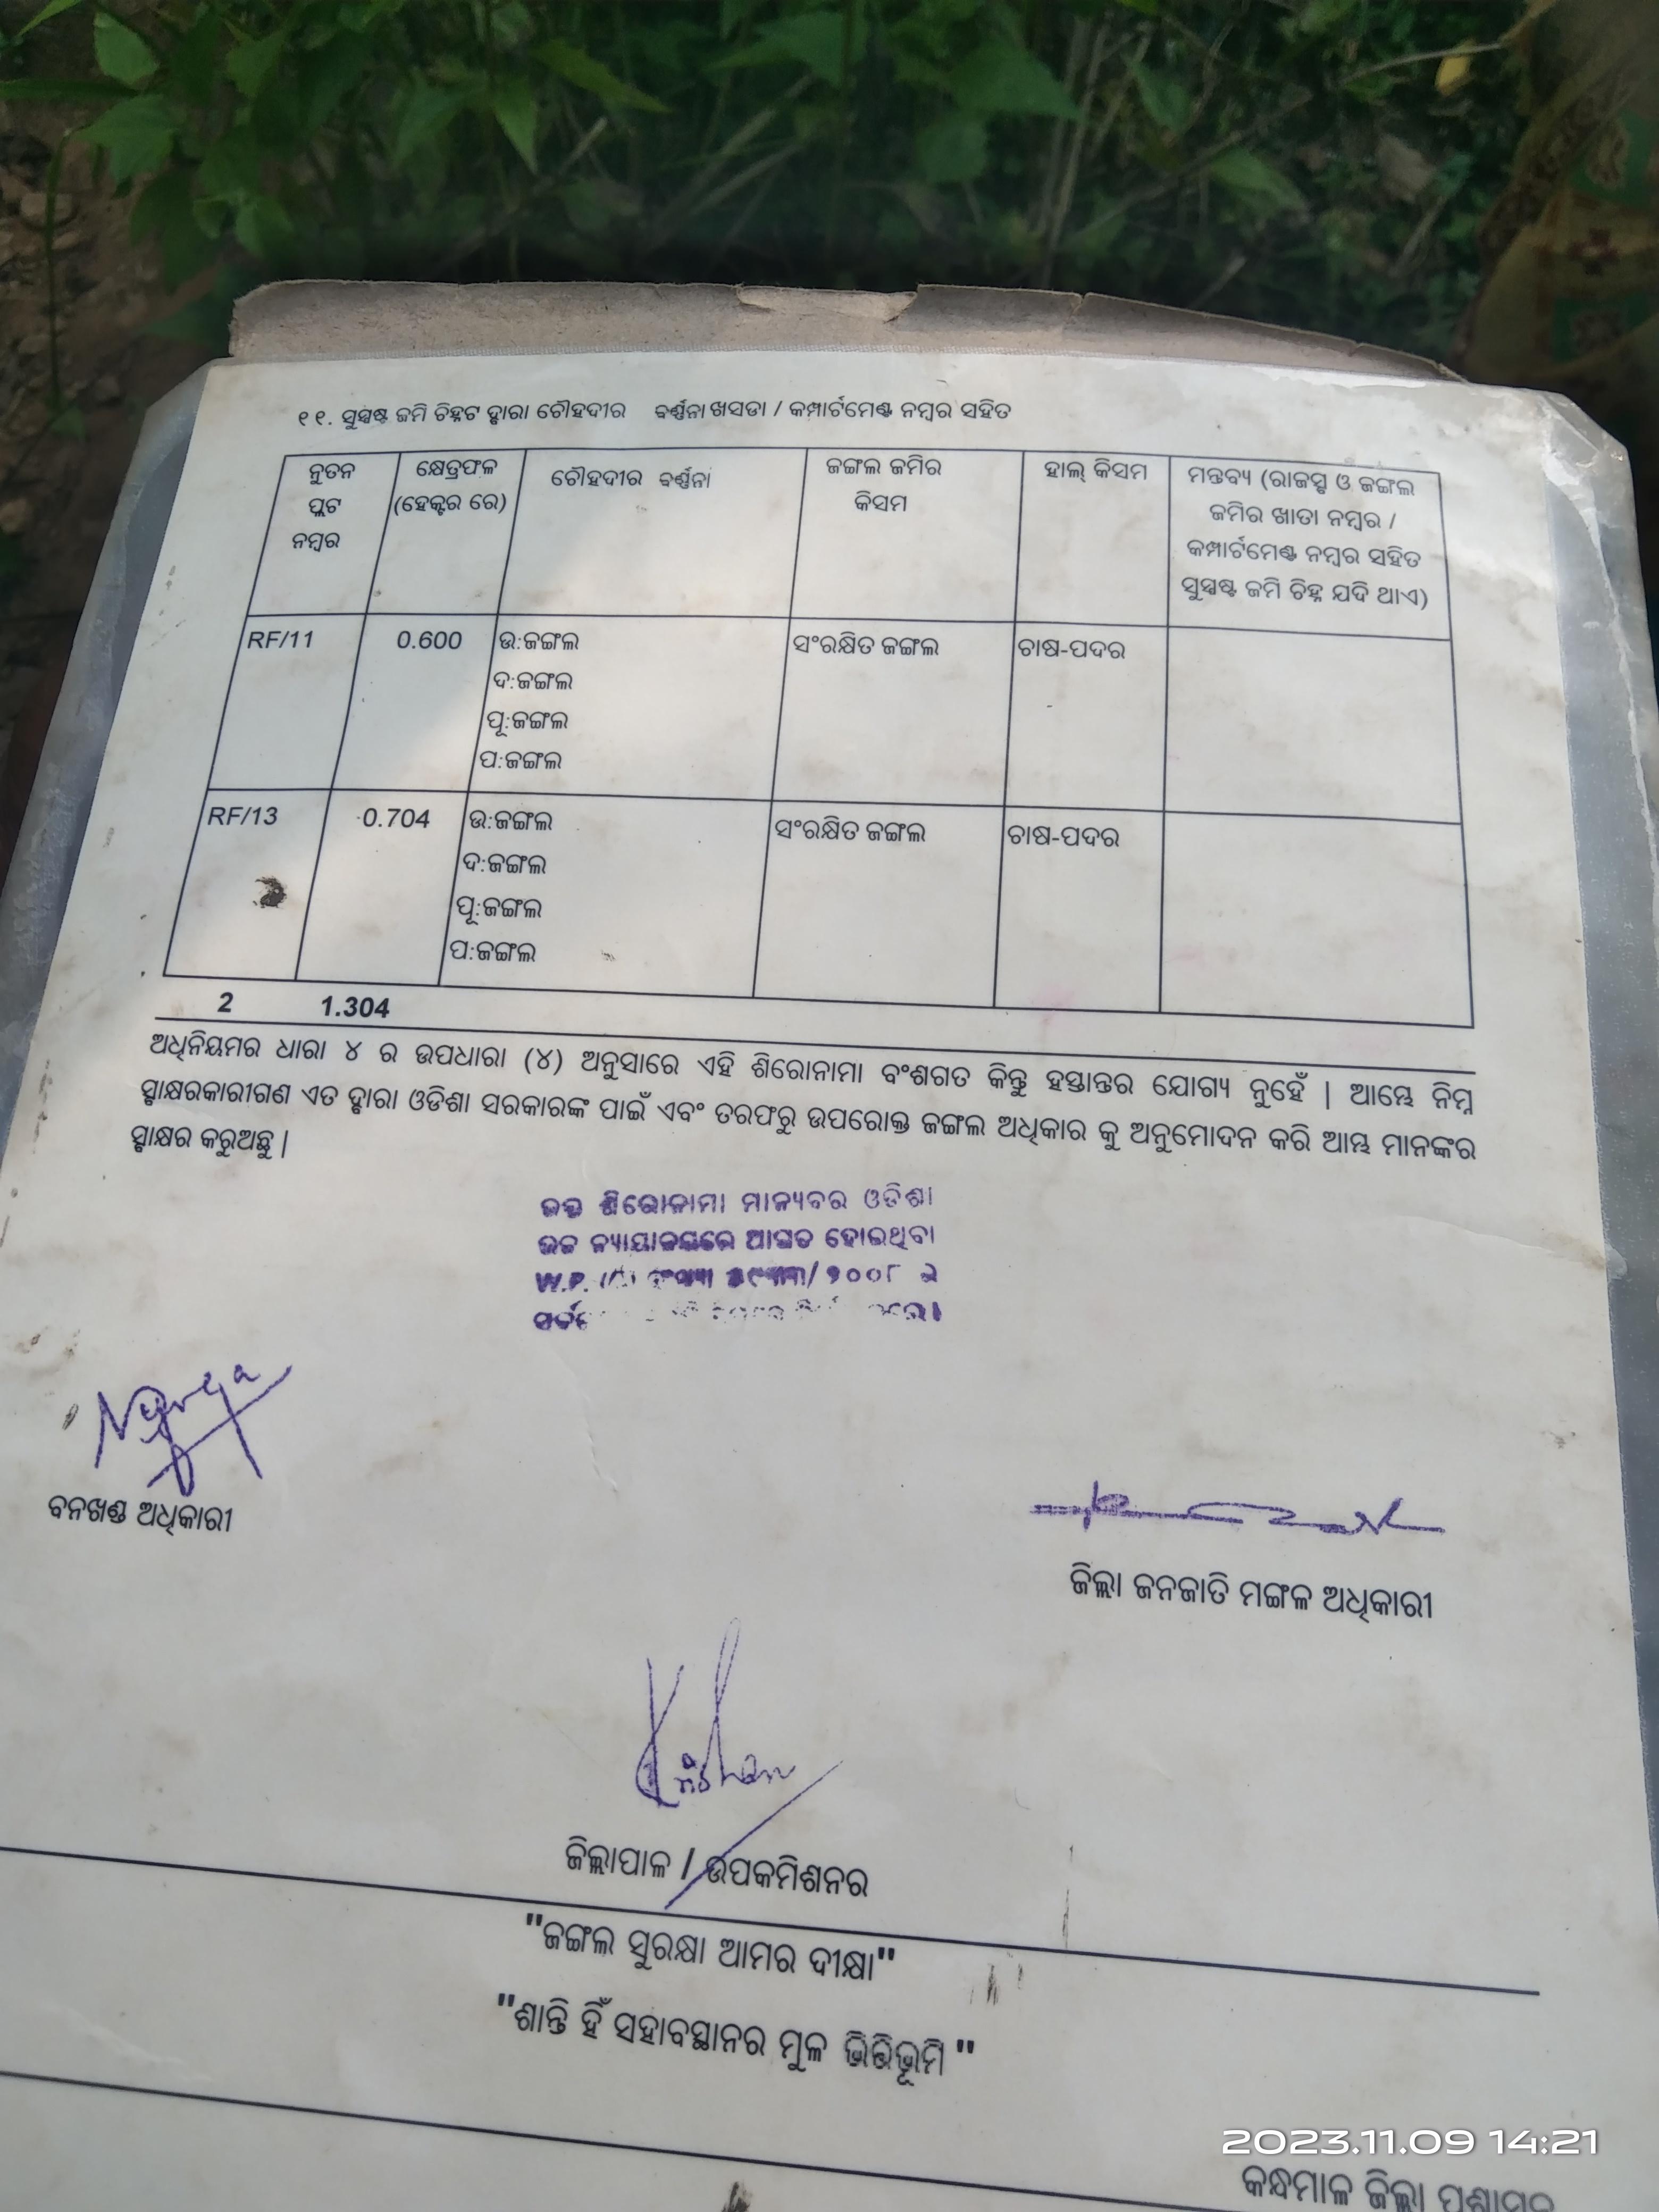 ୧୧. ସୁସ୍ପଷ୍ଟ ଜମି ଚିହ୍ନଟ ଦ୍ୱାରା ଚୌହଦୀର ବର୍ଣ୍ଣନା ଖସଡା / କମ୍ପାର୍ଟମେଣ୍ଟ ନମ୍ବର ସହିତ
ନୁତନ ପ୍ଲଟ ନମ୍ବର
କ୍ଷେତ୍ରଫଳ (ହେକ୍ଟର ରେ)
ଚୌହଦୀର ବର୍ଣ୍ଣନା
ଜଙ୍ଗଲ ଜମିର କିସମ
ହାଲ୍ କିସମ
ମନ୍ତବ୍ୟ (ରାଜସ୍ୱ ଓ ଜଙ୍ଗଲ
ଜମିର ଖାତା ନମ୍ବର /
କମ୍ପାର୍ଟମେଣ୍ଟ ନମ୍ବର ସହିତ
ସୁସ୍ପଷ୍ଟ ଜମି ଚିହ୍ନ ଯଦି ଥାଏ)
RF/11 0.600 ଉ:ଜଙ୍ଗଲ ସଂରକ୍ଷିତ ଜଙ୍ଗଲ ଚାଷ-ପଦର
ଦ:ଜଙ୍ଗଲ
ପୂ:ଜଙ୍ଗଲ
ପ:ଜଙ୍ଗଲ
RF/13 0.704 ଉ:ଜଙ୍ଗଲ ସଂରକ୍ଷିତ ଜଙ୍ଗଲ ଚାଷ-ପଦର
ଦ:ଜଙ୍ଗଲ
ପୂ:ଜଙ୍ଗଲ
ପ:ଜଙ୍ଗଲ
2 1.304
ଅଧିନିୟମର ଧାରା ୪ ର ଉପଧାରା (୪) ଅନୁସାରେ ଏହି ଶିରୋନାମା ବଂଶଗତ କିନ୍ତୁ ହସ୍ତାନ୍ତର ଯୋଗ୍ୟ ନୁହେଁ | ଆମ୍ଭେ ନିମ୍ନ
ସ୍ୱାକ୍ଷରକାରୀଗଣ ଏତ ଦ୍ୱାରା ଓଡିଶା ସରକାରଙ୍କ ପାଇଁ ଏବଂ ତରଫରୁ ଉପରୋକ୍ତ ଜଙ୍ଗଲ ଅଧିକାର କୁ ଅନୁମୋଦନ କରି ଆମ୍ଭ ମାନଙ୍କର
ସ୍ୱାକ୍ଷର କରୁଅଛୁ |
ଉକ୍ତ ଶିରୋନାମା ମାନ୍ୟବର ଓଡିଶା
ଉଚ୍ଚ ନ୍ୟାୟାଳୟରେ ଆଗତ ହୋଇଥିବା
W.P. /୨୦୦୮ ର
ବନଖଣ୍ଡ ଅଧିକାରୀ
ଜିଲ୍ଲା ଜନଜାତି ମଙ୍ଗଳ ଅଧିକାରୀ
Krishan
ଜିଲ୍ଲାପାଳ / ଉପକମିଶନର
"ଜଙ୍ଗଲ ସୁରକ୍ଷା ଆମର ଦୀକ୍ଷା"
"ଶାନ୍ତି ହିଁ ସହାବସ୍ଥାନର ମୁଳ ଭିତ୍ତିଭୂମି "
2023.11.09 14:21
କନ୍ଧମାଳ ଜିଲ୍ଲା